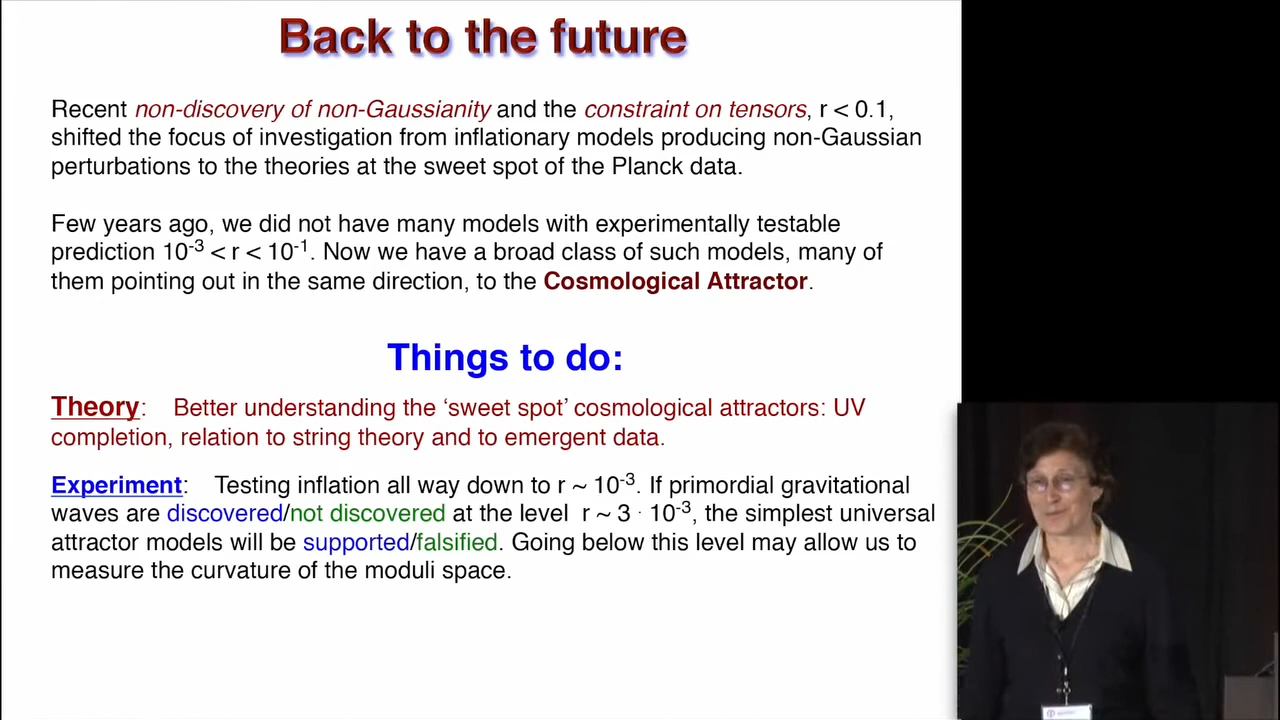 Back to the future
Recent non-discovery of non-Gaussianity and the constraint on tensors, r < 0.1,
shifted the focus of investigation from inflationary models producing non-Gaussian
perturbations to the theories at the sweet spot of the Planck data.
Few years ago, we did not have many models with experimentally testable
prediction 10⁻³ < r < 10⁻¹. Now we have a broad class of such models, many of
them pointing out in the same direction, to the Cosmological Attractor.
Things to do:
Theory: Better understanding the ‘sweet spot’ cosmological attractors: UV
completion, relation to string theory and to emergent data.
Experiment: Testing inflation all way down to r ~ 10⁻³. If primordial gravitational
waves are discovered/not discovered at the level r ~ 3 · 10⁻³, the simplest universal
attractor models will be supported/falsified. Going below this level may allow us to
measure the curvature of the moduli space.